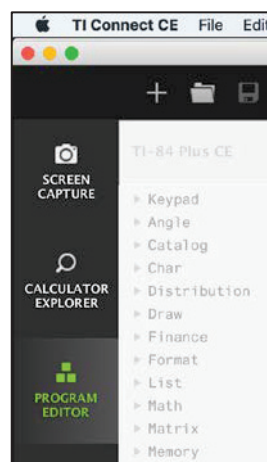 TI Connect CE File Edit
TI-84 Plus CE
SCREEN
CAPTURE
CALCULATOR
EXPLORER
PROGRAM
EDITOR
Keypad
Angle
Catalog
Char
Distribution
Draw
Finance
Format
List
Math
Matrix
Memory